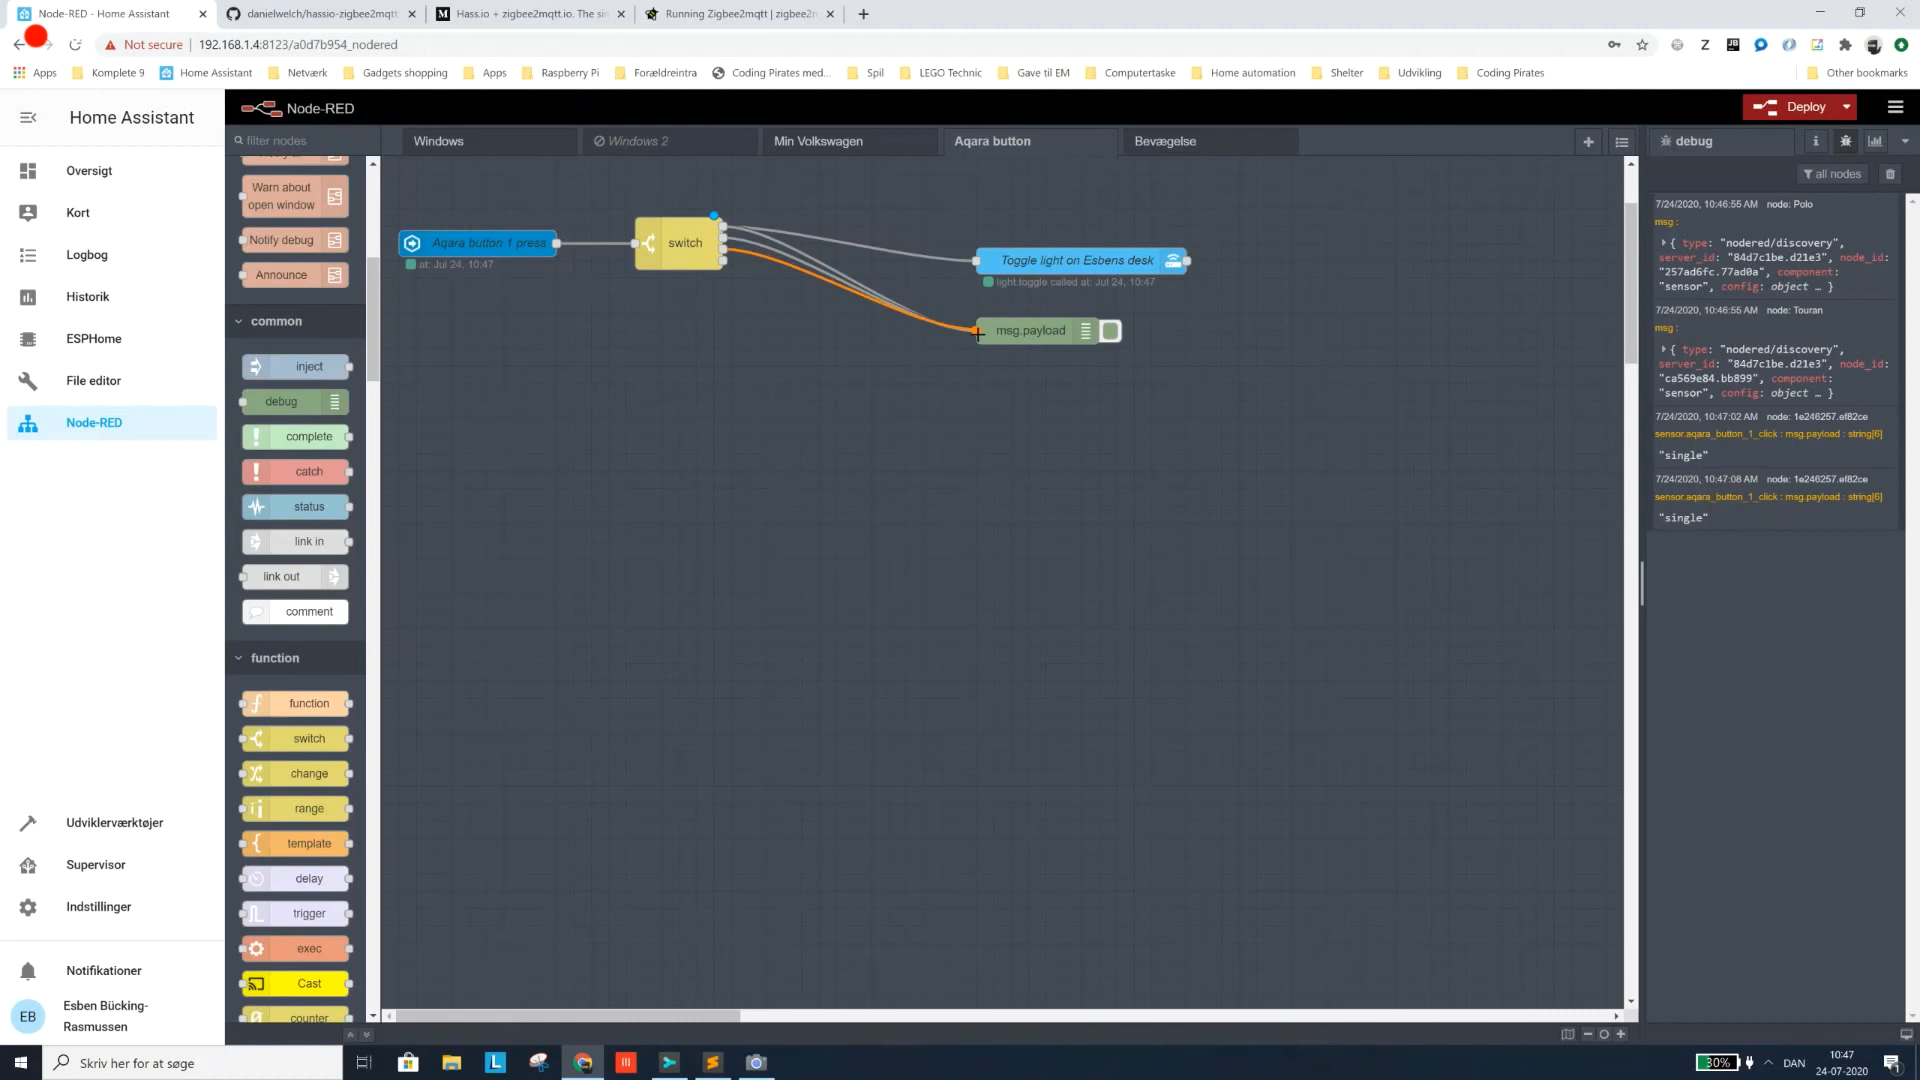 Node-RED - Home Assistant
danielwelch/hassio-zigbee2mqtt:
Hass.io + zigbee2mqtt.io. The sim
Running Zigbee2mqtt | zigbee2m
Not secure
192.168.1.4:8123/a0d7b954_nodered
Apps
Komplete 9
Home Assistant
Netværk
Gadgets shopping
Apps
Raspberry Pi
Forældreintra
Coding Pirates med...
Spil
LEGO Technic
Gave til EM
Computertaske
Home automation
Shelter
Udvikling
Coding Pirates
Other bookmarks
Home Assistant
Oversigt
Kort
Logbog
Historik
ESPHome
File editor
Node-RED
Udviklerværktøjer
Supervisor
Indstillinger
Notifikationer
EB
Esben Bücking-
Rasmussen
Node-RED
Deploy
filter nodes
Windows
Windows 2
Min Volkswagen
Aqara button
Bevægelse
Warn about
open window
Notify debug
Announce
common
inject
debug
complete
catch
status
link in
link out
comment
function
function
switch
change
range
template
delay
trigger
exec
Cast
counter
Aqara button 1 press
at: Jul 24, 10:47
switch
Toggle light on Esbens desk
light.toggle called at: Jul 24, 10:47
msg.payload
debug
all nodes
7/24/2020, 10:46:55 AM node: Polo
msg :
{ type: "nodered/discovery",
server_id: "84d7c1be.d21e3", node_id:
"257ad6fc.77ad0a", component:
"sensor", config: object … }
7/24/2020, 10:46:55 AM node: Touran
msg :
{ type: "nodered/discovery",
server_id: "84d7c1be.d21e3", node_id:
"ca569e84.bb899", component:
"sensor", config: object … }
7/24/2020, 10:47:02 AM node: 1e246257.ef82ce
sensor.aqara_button_1_click : msg.payload : string[6]
"single"
7/24/2020, 10:47:08 AM node: 1e246257.ef82ce
sensor.aqara_button_1_click : msg.payload : string[6]
"single"
Skriv her for at søge
30%
DAN
10:47
24-07-2020